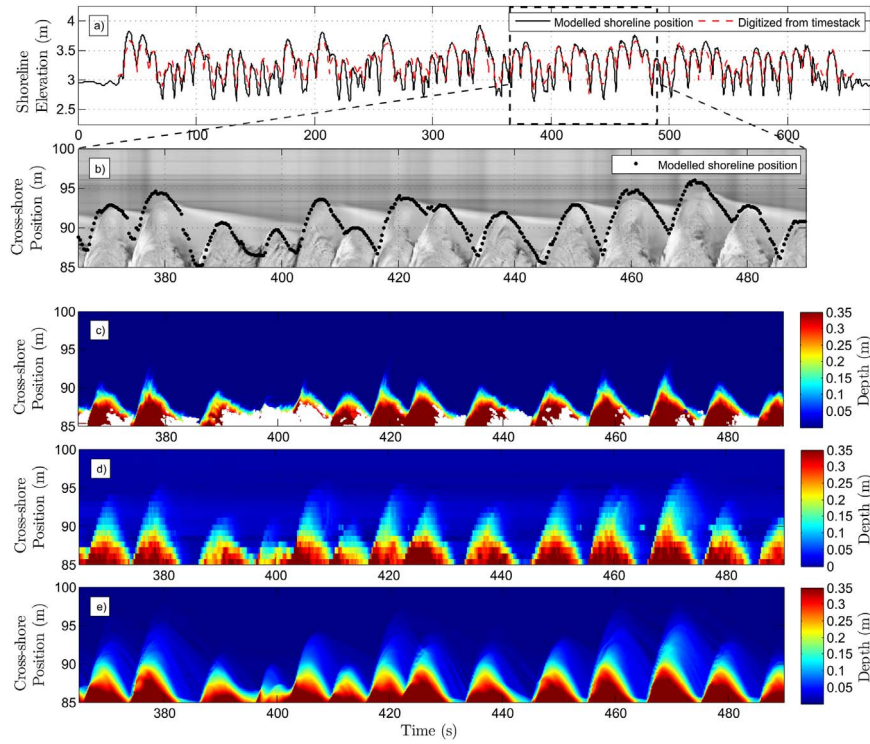 a)
Modelled shoreline position
Digitized from timestack
Shoreline
Elevation (m)
4
3.5
3
2.5
0 100 200 300 400 500 600
b)
Modelled shoreline position
Cross-shore
Position (m)
100
95
90
85
380 400 420 440 460 480
c)
Cross-shore
Position (m)
100
95
90
85
380 400 420 440 460 480
0.35
0.3
0.25
0.2
0.15
0.1
0.05
Depth (m)
d)
Cross-shore
Position (m)
100
95
90
85
380 400 420 440 460 480
0.35
0.3
0.25
0.2
0.15
0.1
0.05
0
Depth (m)
e)
Cross-shore
Position (m)
100
95
90
85
380 400 420 440 460 480
0.35
0.3
0.25
0.2
0.15
0.1
0.05
Depth (m)
Time (s)